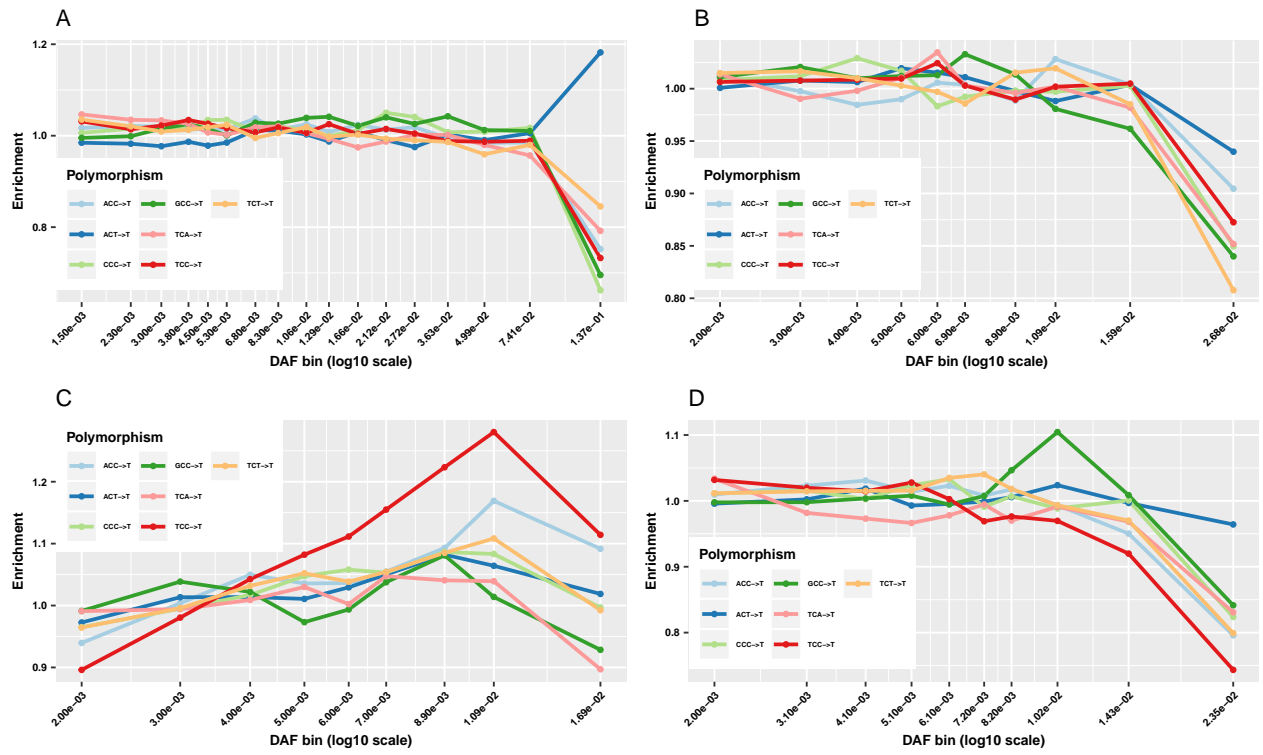 A
Enrichment
1.2
1.0
0.8
Polymorphism
ACC−>T GCC−>T TCT−>T
ACT−>T TCA−>T
CCC−>T TCC−>T
1.50e−03 2.30e−03 3.00e−03 3.80e−03 4.50e−03 5.30e−03 6.80e−03 8.30e−03 1.06e−02 1.29e−02 1.66e−02 2.12e−02 2.72e−02 3.63e−02 4.99e−02 7.41e−02 1.37e−01
DAF bin (log10 scale)
B
Enrichment
1.00
0.95
0.90
0.85
0.80
Polymorphism
ACC−>T GCC−>T TCT−>T
ACT−>T TCA−>T
CCC−>T TCC−>T
2.00e−03 3.00e−03 4.00e−03 5.00e−03 6.00e−03 6.90e−03 8.90e−03 1.09e−02 1.59e−02 2.68e−02
DAF bin (log10 scale)
C
Enrichment
1.2
1.1
1.0
0.9
Polymorphism
ACC−>T GCC−>T TCT−>T
ACT−>T TCA−>T
CCC−>T TCC−>T
2.00e−03 3.00e−03 4.00e−03 5.00e−03 6.00e−03 7.00e−03 8.90e−03 1.09e−02 1.69e−02
DAF bin (log10 scale)
D
Enrichment
1.1
1.0
0.9
0.8
Polymorphism
ACC−>T GCC−>T TCT−>T
ACT−>T TCA−>T
CCC−>T TCC−>T
2.00e−03 3.10e−03 4.10e−03 5.10e−03 6.10e−03 7.20e−03 8.20e−03 1.02e−02 1.43e−02 2.35e−02
DAF bin (log10 scale)